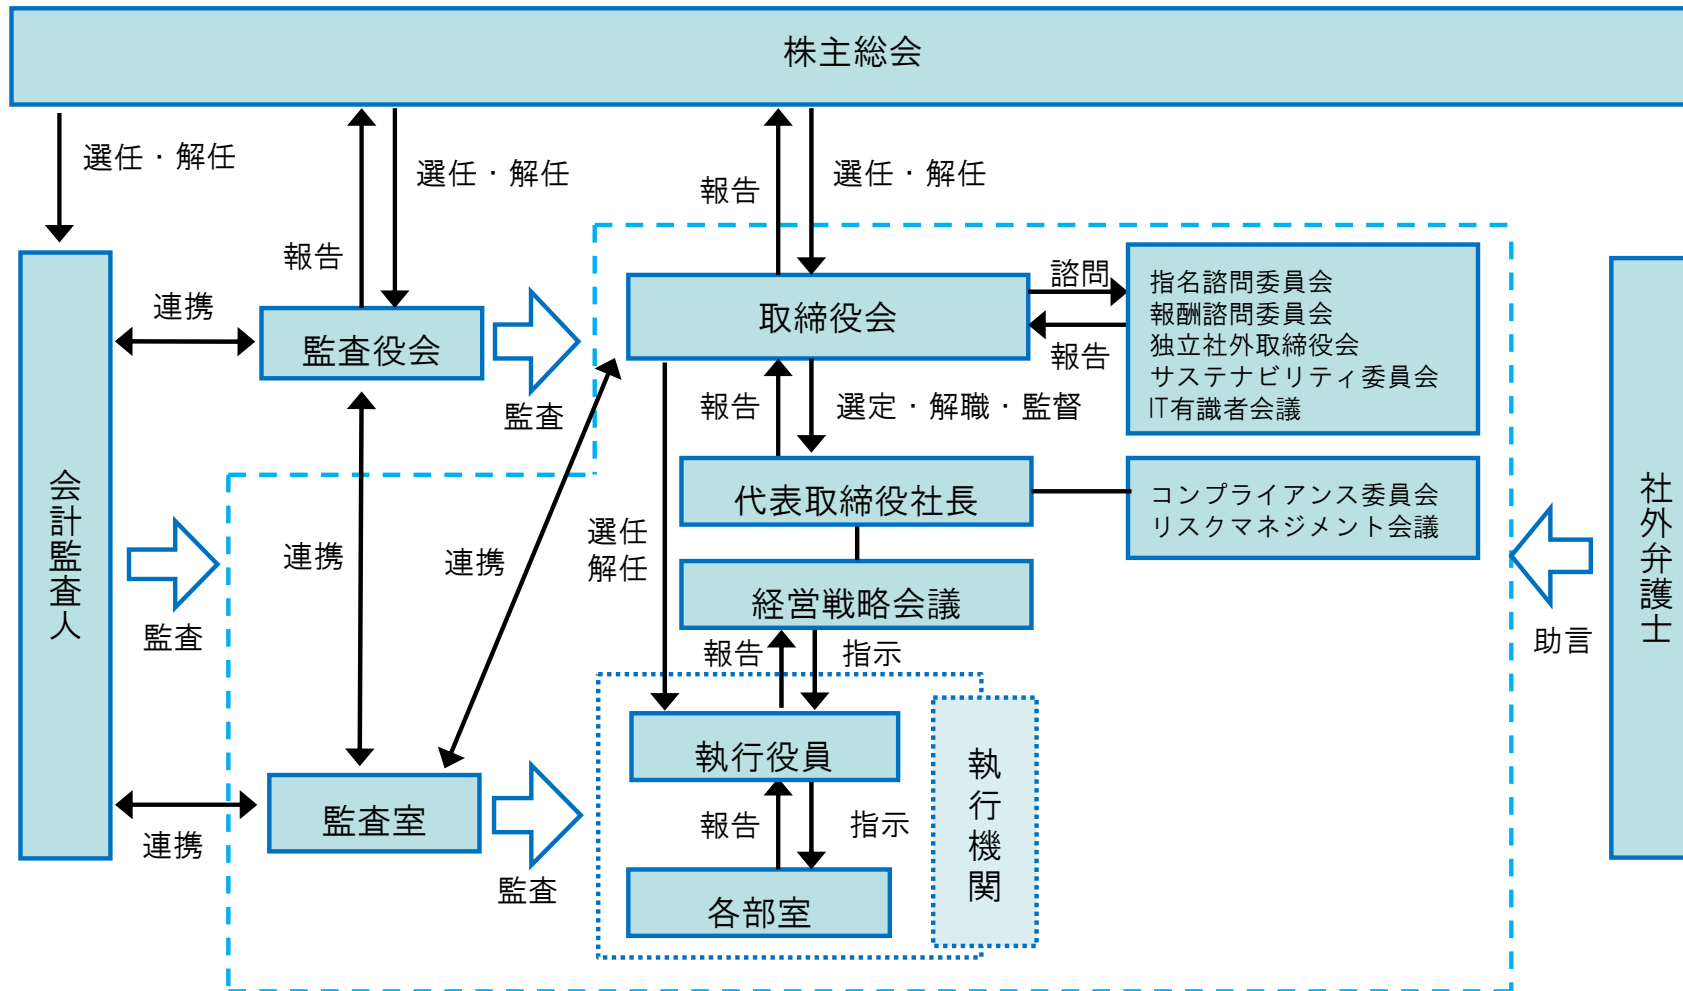 株主総会
選任・解任
選任・解任
報告
選任・解任
報告
連携
監査役会
監査
取締役会
諮問
報告
指名諮問委員会
報酬諮問委員会
独立社外取締役会
サステナビリティ委員会
IT有識者会議
報告
選定・解職・監督
代表取締役社長
コンプライアンス委員会
リスクマネジメント会議
会計監査人
監査
連携
連携
選任
解任
経営戦略会議
社外弁護士
助言
報告
指示
執行役員
執行機関
監査室
連携
監査
報告
指示
各部室